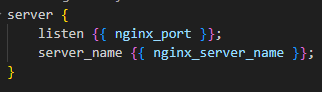 server {
    listen {{ nginx_port }};
    server_name {{ nginx_server_name }};
}